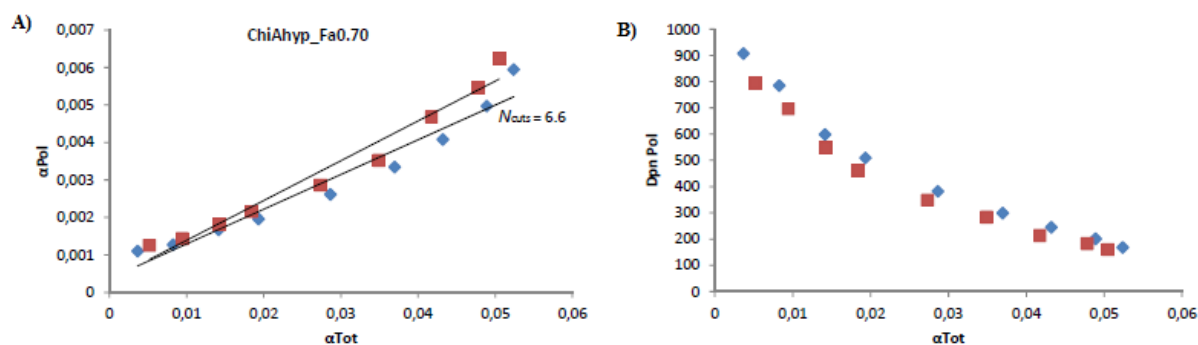 A)
ChiAhyp_Fa0.70
0,007
0,006
0,005
0,004
0,003
0,002
0,001
0
αPol
Ncuts = 6.6
0 0,01 0,02 0,03 0,04 0,05 0,06
αTot
B)
1000
900
800
700
600
500
400
300
200
100
0
Dpn Pol
0 0,01 0,02 0,03 0,04 0,05 0,06
αTot